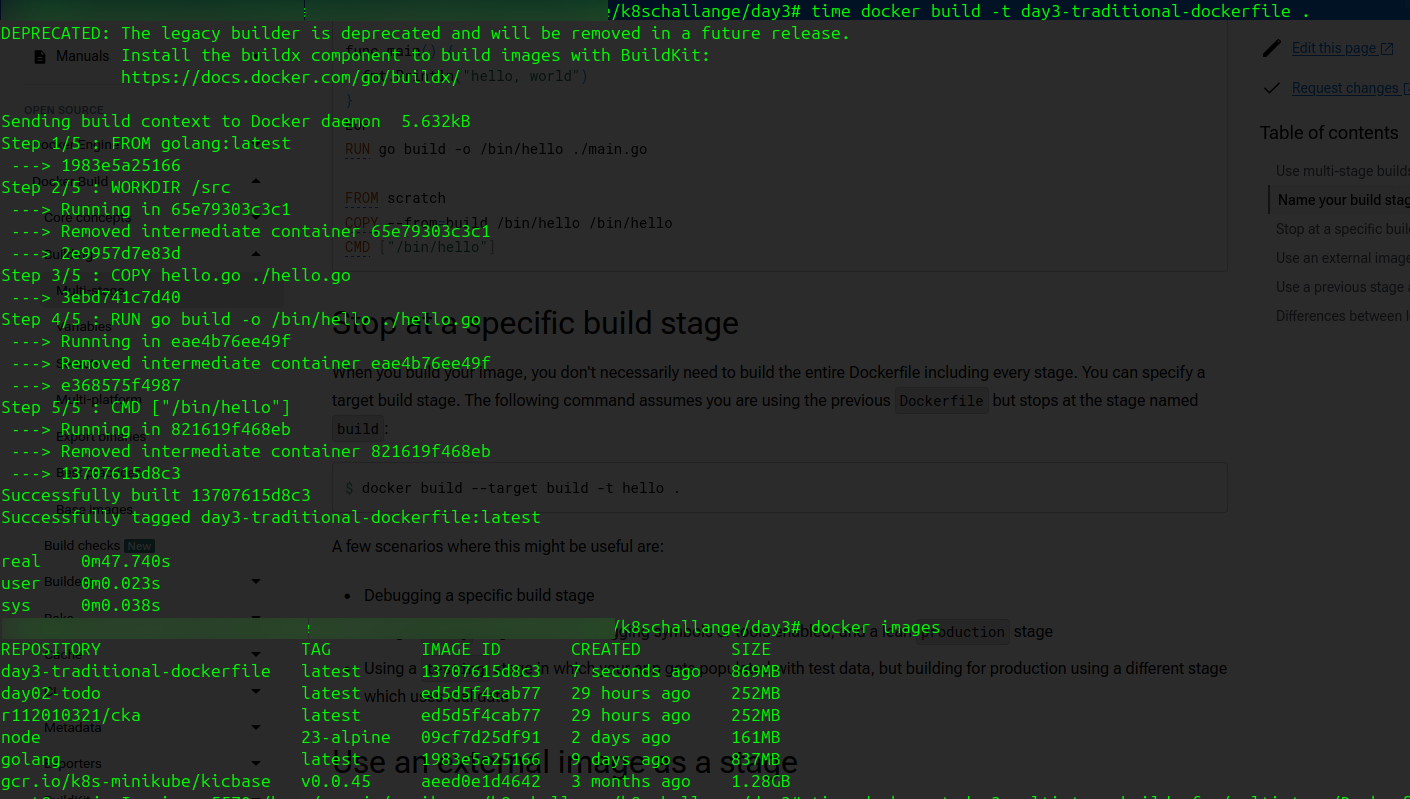 /k8schallange/day3# time docker build -t day3-traditional-dockerfile .
DEPRECATED: The legacy builder is deprecated and will be removed in a future release.
            Install the buildx component to build images with BuildKit:
            https://docs.docker.com/go/buildx/

Sending build context to Docker daemon  5.632kB
Step 1/5 : FROM golang:latest
 ---> 1983e5a25166
Step 2/5 : WORKDIR /src
 ---> Running in 65e79303c3c1
 ---> Removed intermediate container 65e79303c3c1
 ---> 2e9957d7e83d
Step 3/5 : COPY hello.go ./hello.go
 ---> 3ebd741c7d40
Step 4/5 : RUN go build -o /bin/hello ./hello.go
 ---> Running in eae4b76ee49f
 ---> Removed intermediate container eae4b76ee49f
 ---> e368575f4987
Step 5/5 : CMD ["/bin/hello"]
 ---> Running in 821619f468eb
 ---> Removed intermediate container 821619f468eb
 ---> 13707615d8c3
Successfully built 13707615d8c3
Successfully tagged day3-traditional-dockerfile:latest

real    0m47.740s
user    0m0.023s
sys     0m0.038s
/k8schallange/day3# docker images
REPOSITORY                    TAG         IMAGE ID       CREATED         SIZE
day3-traditional-dockerfile   latest      13707615d8c3   7 seconds ago   869MB
day02-todo                    latest      ed5d5f4cab77   29 hours ago    252MB
r112010321/cka                latest      ed5d5f4cab77   29 hours ago    252MB
node                          23-alpine   09cf7d25df91   2 days ago      161MB
golang                        latest      1983e5a25166   9 days ago      837MB
gcr.io/k8s-minikube/kicbase   v0.0.45     aeed0e1d4642   3 months ago    1.28GB
Manuals
OPEN SOURCE
Core concepts
Multi-stage
Variables
Multi-platform
Export binaries
Base images
Build checks New
Metadata
Exporters
"hello, world")
}
RUN go build -o /bin/hello ./main.go
FROM scratch
COPY --from=build /bin/hello /bin/hello
CMD ["/bin/hello"]
Stop at a specific build stage
When you build your image, you don't necessarily need to build the entire Dockerfile including every stage. You can specify a
target build stage. The following command assumes you are using the previous Dockerfile but stops at the stage named
build:
$ docker build --target build -t hello .
A few scenarios where this might be useful are:
• Debugging a specific build stage
and a lean production stage
Using a in which your app gets populated with test data, but building for production using a different stage
which uses real data
Use an external image as a stage
Edit this page
Request changes
Table of contents
Use multi-stage builds
Name your build
Stop at a specific
Use an external image
Use a previous stage
Differences between